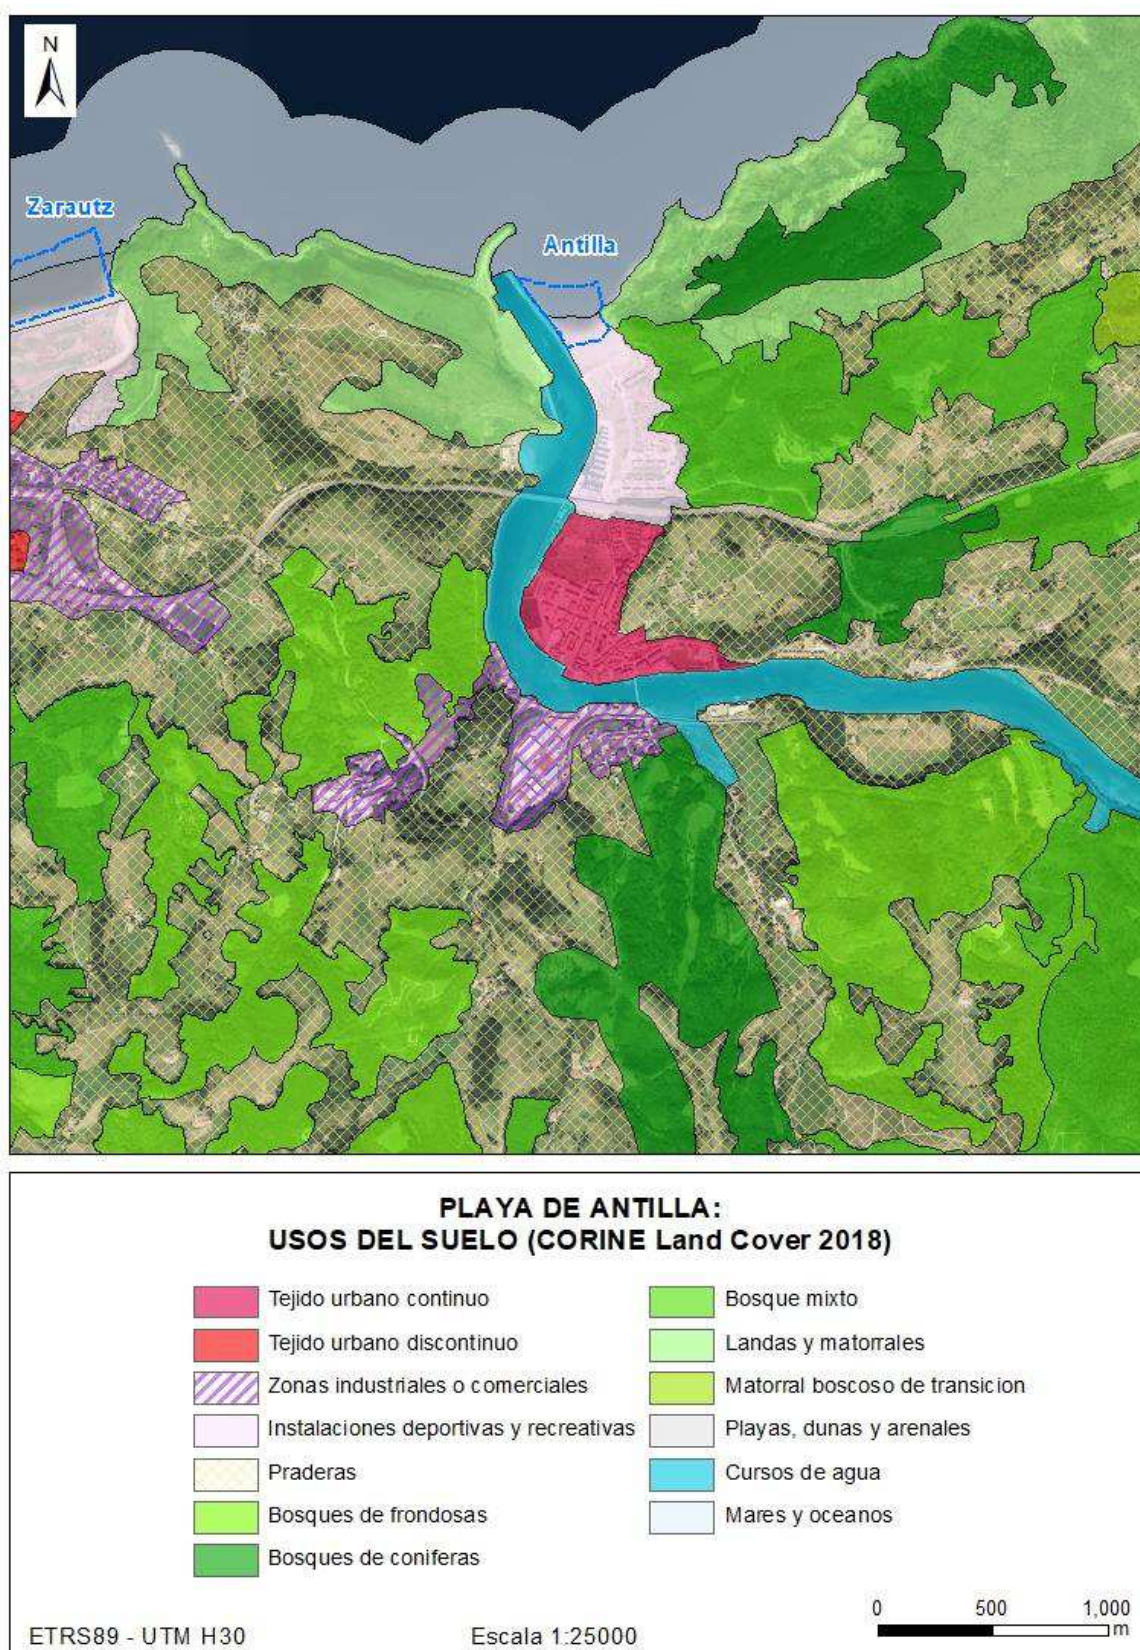 N
Zarautz
Antilla
PLAYA DE ANTILLA:
USOS DEL SUELO (CORINE Land Cover 2018)
Tejido urbano continuo
Tejido urbano discontinuo
Zonas industriales o comerciales
Instalaciones deportivas y recreativas
Praderas
Bosques de frondosas
Bosques de coniferas
Bosque mixto
Landas y matorrales
Matorral boscoso de transicion
Playas, dunas y arenales
Cursos de agua
Mares y oceanos
ETRS89 - UTM H30
Escala 1:25000
0 500 1,000
m